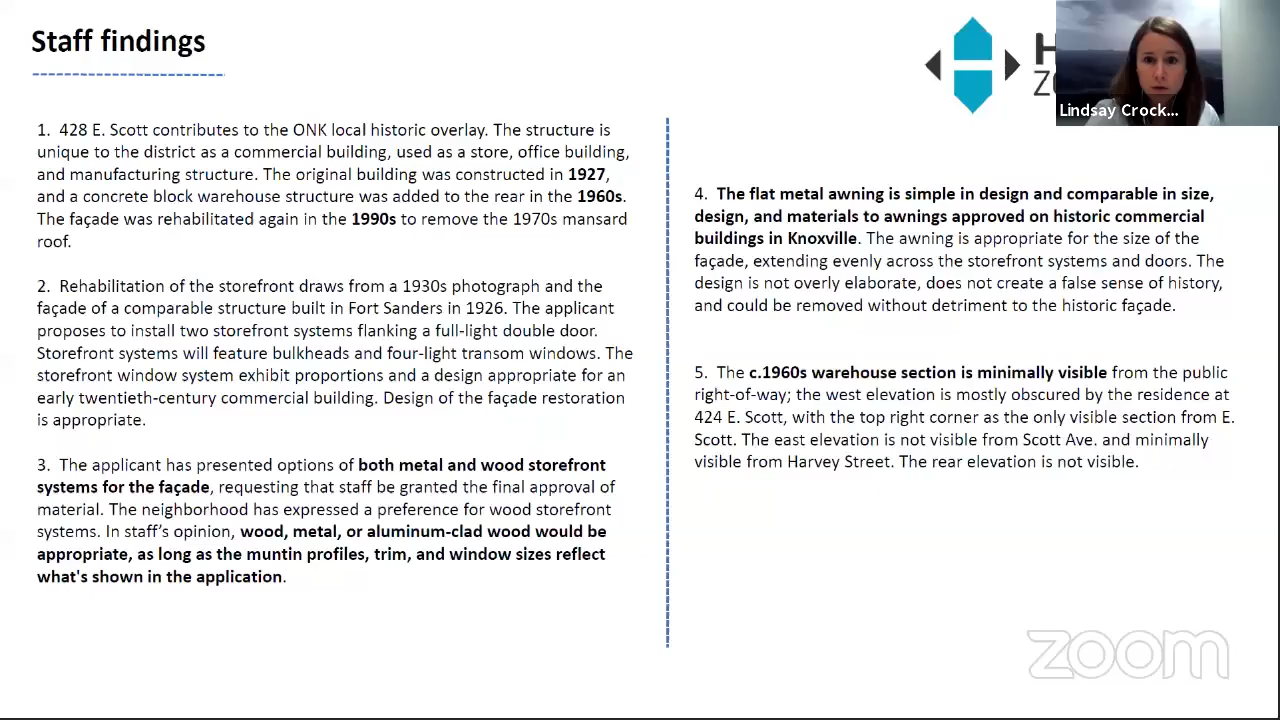 Staff findings
1. 428 E. Scott contributes to the ONK local historic overlay. The structure is
unique to the district as a commercial building, used as a store, office building,
and manufacturing structure. The original building was constructed in 1927,
and a concrete block warehouse structure was added to the rear in the 1960s.
The façade was rehabilitated again in the 1990s to remove the 1970s mansard
roof.
2. Rehabilitation of the storefront draws from a 1930s photograph and the
façade of a comparable structure built in Fort Sanders in 1926. The applicant
proposes to install two storefront systems flanking a full-light double door.
Storefront systems will feature bulkheads and four-light transom windows. The
storefront window system exhibit proportions and a design appropriate for an
early twentieth-century commercial building. Design of the façade restoration
is appropriate.
3. The applicant has presented options of both metal and wood storefront
systems for the façade, requesting that staff be granted the final approval of
material. The neighborhood has expressed a preference for wood storefront
systems. In staff’s opinion, wood, metal, or aluminum-clad wood would be
appropriate, as long as the muntin profiles, trim, and window sizes reflect
what's shown in the application.
4. The flat metal awning is simple in design and comparable in size,
design, and materials to awnings approved on historic commercial
buildings in Knoxville. The awning is appropriate for the size of the
façade, extending evenly across the storefront systems and doors. The
design is not overly elaborate, does not create a false sense of history,
and could be removed without detriment to the historic façade.
5. The c.1960s warehouse section is minimally visible from the public
right-of-way; the west elevation is mostly obscured by the residence at
424 E. Scott, with the top right corner as the only visible section from E.
Scott. The east elevation is not visible from Scott Ave. and minimally
visible from Harvey Street. The rear elevation is not visible.
Lindsay Crock...
zoom